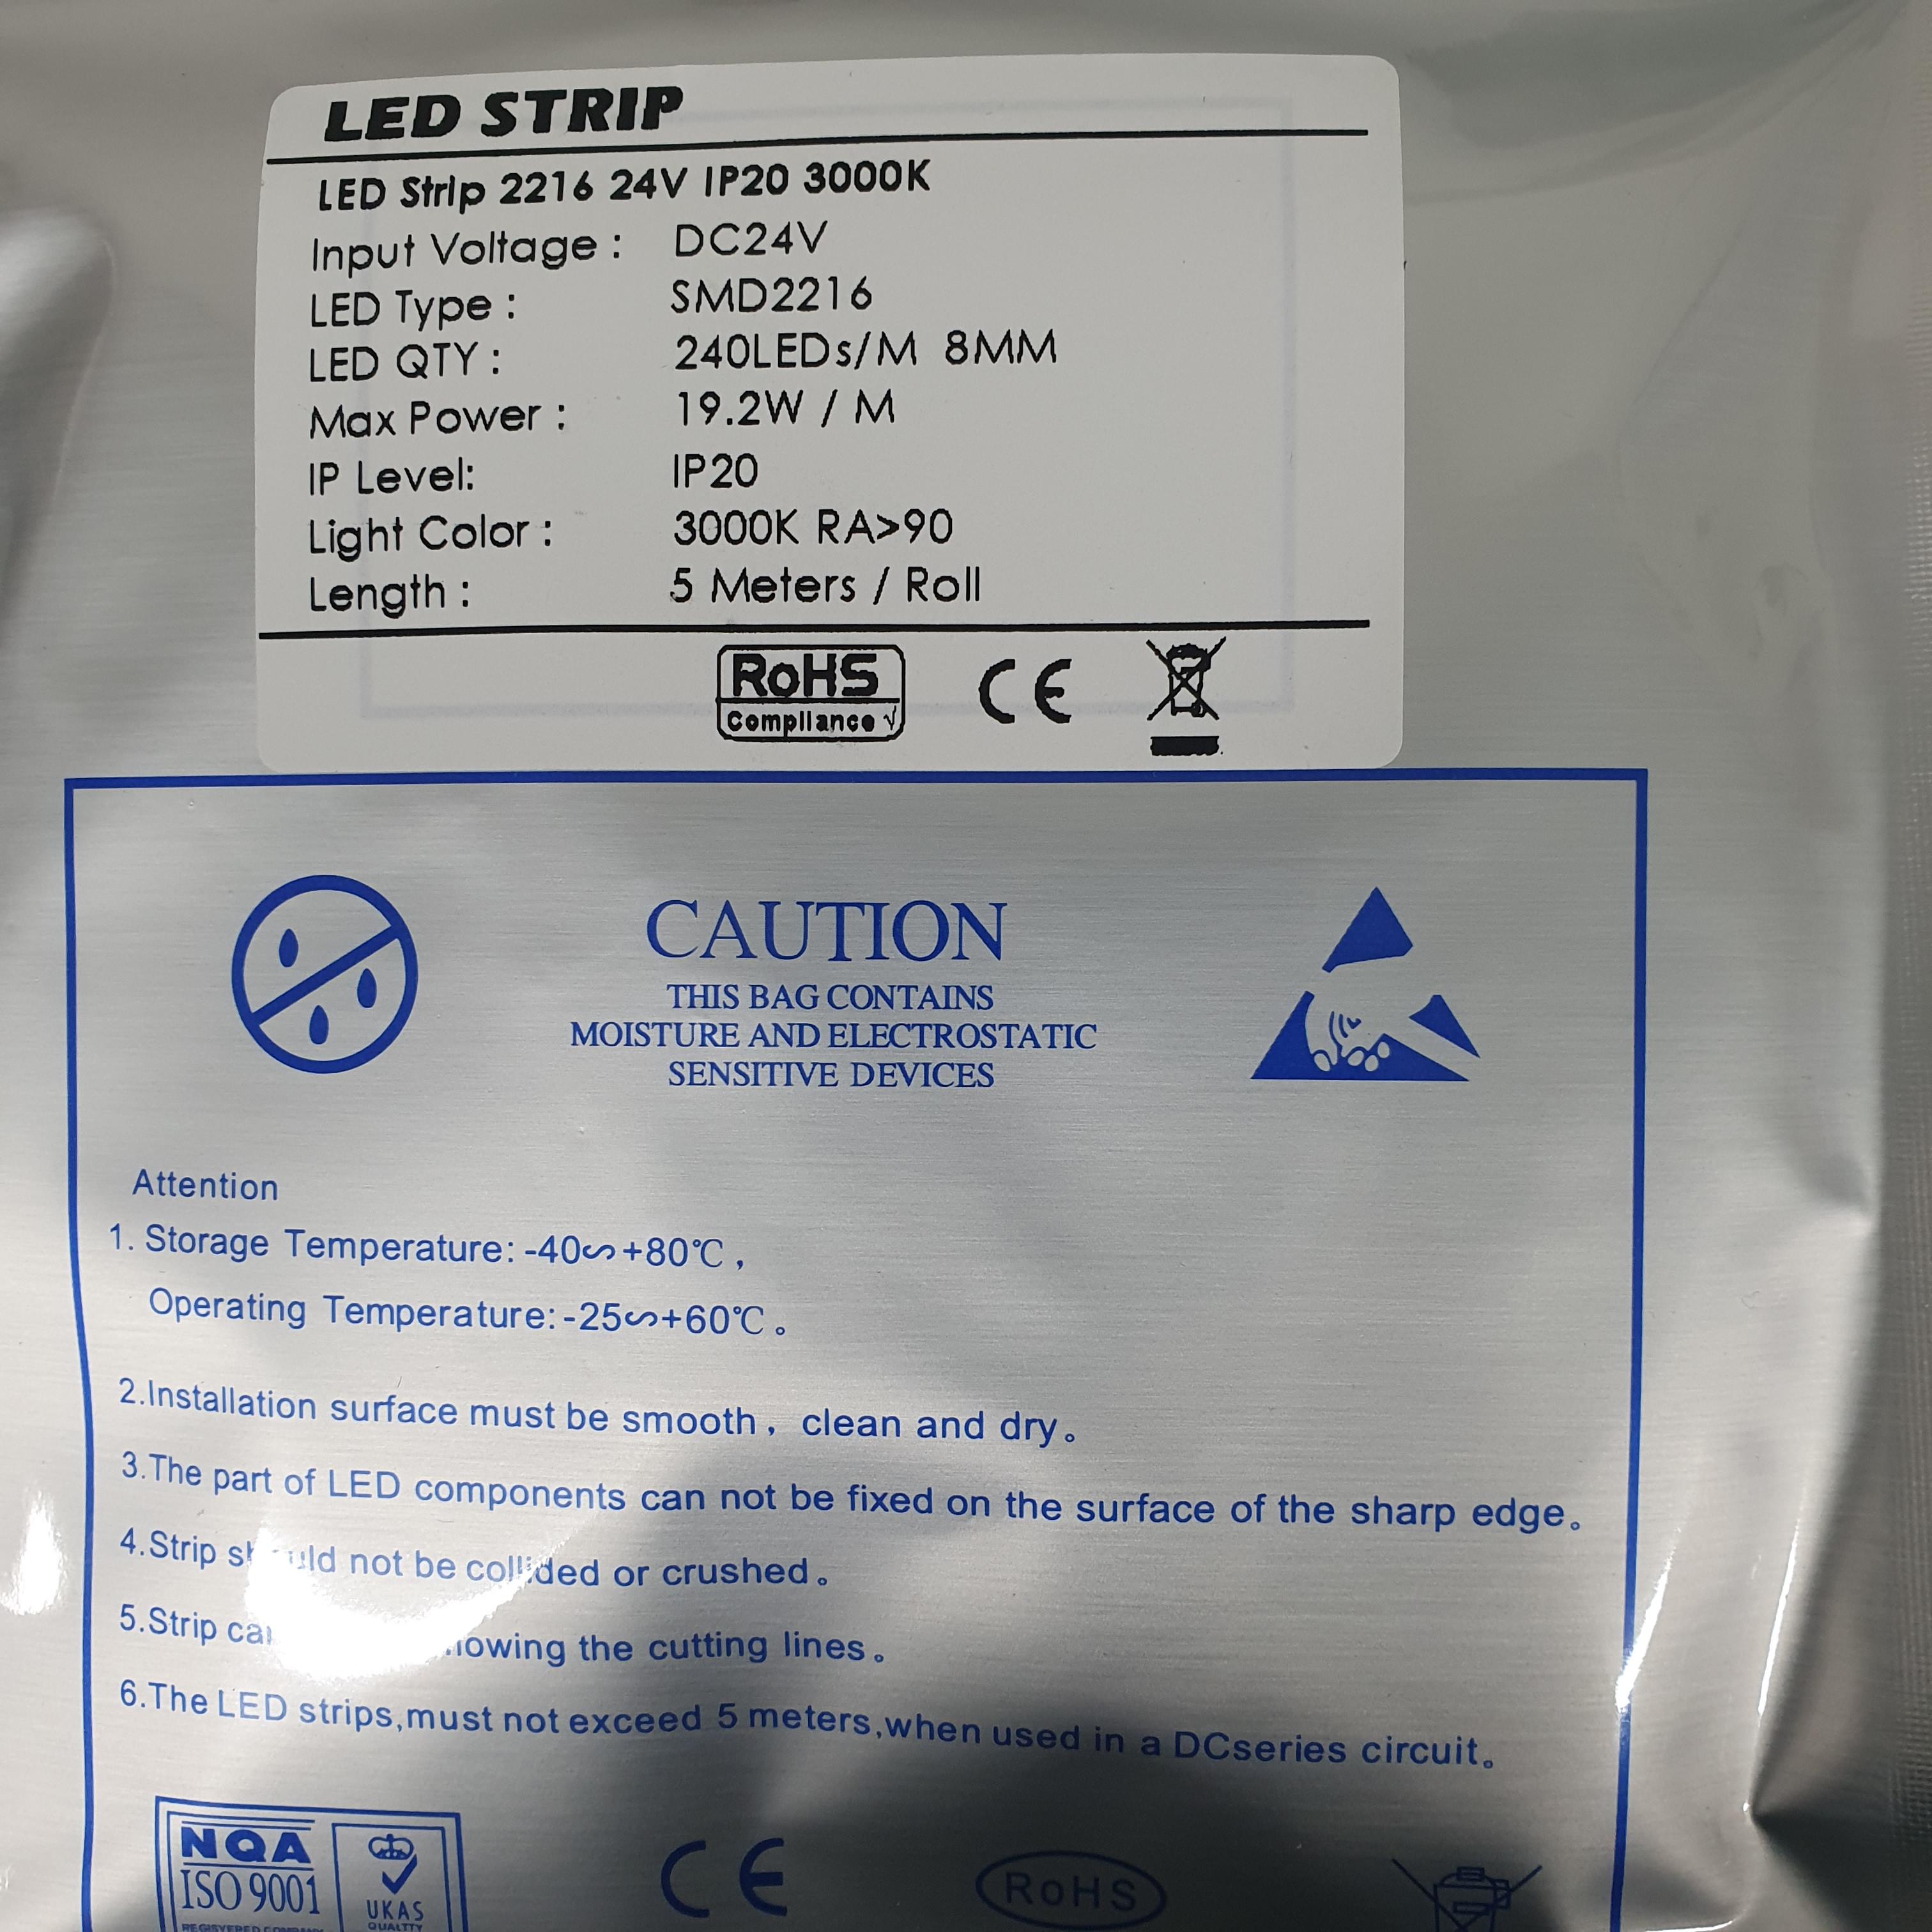 LED STRIP
LED Strip 2216 24V IP20 3000K
Input Voltage : DC24V
LED Type : SMD2216
LED QTY : 240LEDs/M 8MM
Max Power : 19.2W / M
IP Level: IP20
Light Color : 3000K RA>90
Length : 5 Meters / Roll
RoHS
Compliance √
CE
CAUTION
THIS BAG CONTAINS
MOISTURE AND ELECTROSTATIC
SENSITIVE DEVICES
Attention
1. Storage Temperature: -40∽+80℃ ,
Operating Temperature: -25∽+60℃ 。
2.Installation surface must be smooth , clean and dry 。
3.The part of LED components can not be fixed on the surface of the sharp edge 。
4.Strip should not be collided or crushed 。
5.Strip the cutting lines 。
6.The LED strips,must not exceed 5 meters,when used in a DCseries circuit 。
NQA
ISO 9001
UKAS
QUALTTY
CE
RoHS